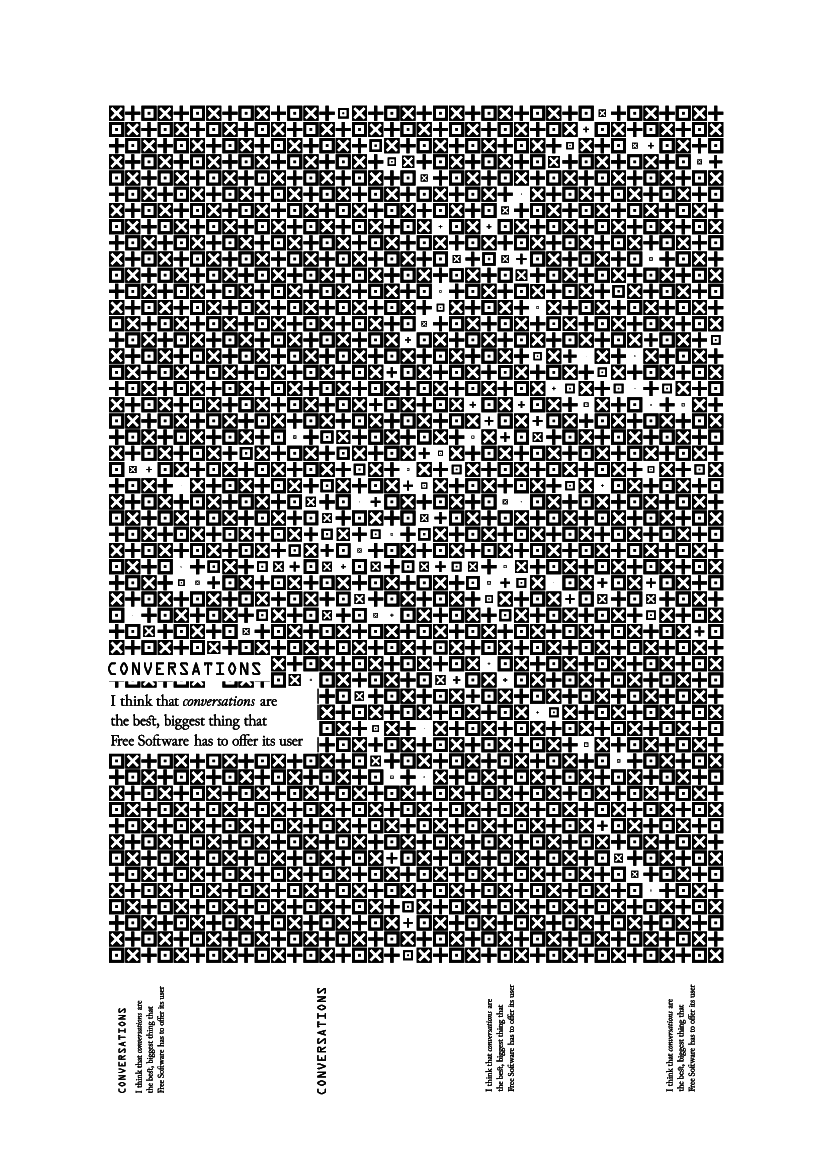 CONVERSATIONS
I think that conversations are
the best, biggest thing that
Free Software has to offer its user
CONVERSATIONS
I think that conversations are
the best, biggest thing that
Free Software has to offer its user
CONVERSATIONS
I think that conversations are
the best, biggest thing that
Free Software has to offer its user
I think that conversations are
the best, biggest thing that
Free Software has to offer its user